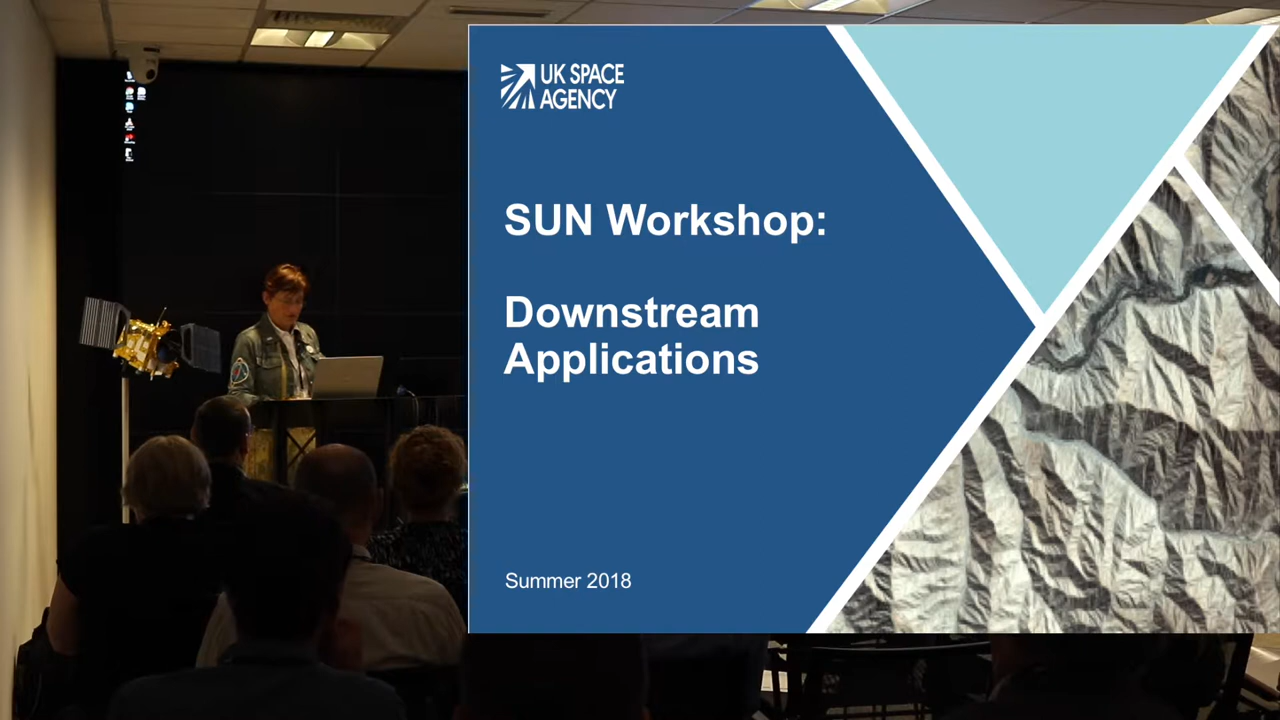 UK SPACE
AGENCY
SUN Workshop:
Downstream
Applications
Summer 2018